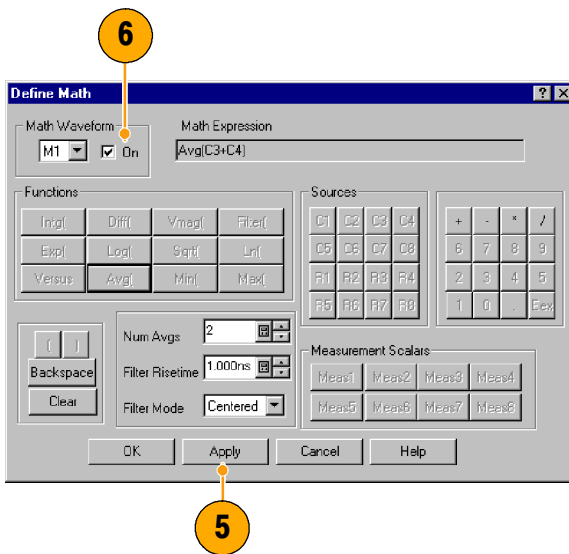 6
Define Math
? ×
Math Waveform
Math Expression
M1
On
Avg(C3+C4)
Functions
Sources
Intg( Diff( Vmag( Filter(
C1 C2 C3 C4
+ - * /
Exp( Log( Sqrt( Ln(
C5 C6 C7 C8
6 7 8 9
Versus Avg( Min( Max(
R1 R2 R3 R4
2 3 4 5
R5 R6 R7 R8
1 0 . Eex
( )
Num Avgs 2
Backspace
Filter Risetime 1.000ns
Measurement Scalars
Meas1 Meas2 Meas3 Meas4
Clear
Filter Mode Centered
Meas5 Meas6 Meas7 Meas8
OK Apply Cancel Help
5